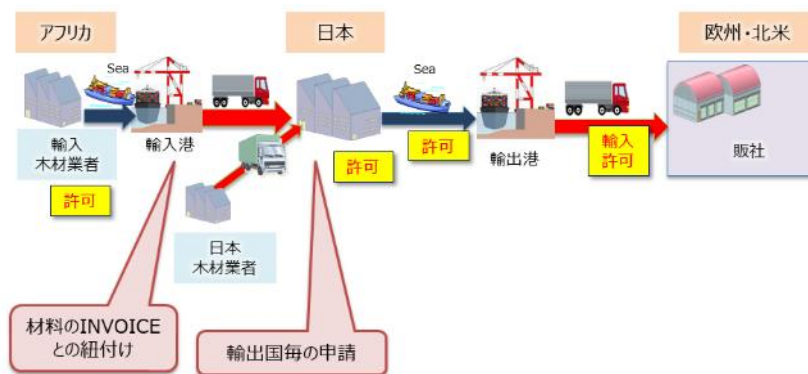 アフリカ
日本
欧州・北米
Sea
Sea
輸入
木材業者
輸入港
輸出港
販社
許可
許可
許可
輸入
許可
日本
木材業者
材料のINVOICE
との紐付け
輸出国毎の申請